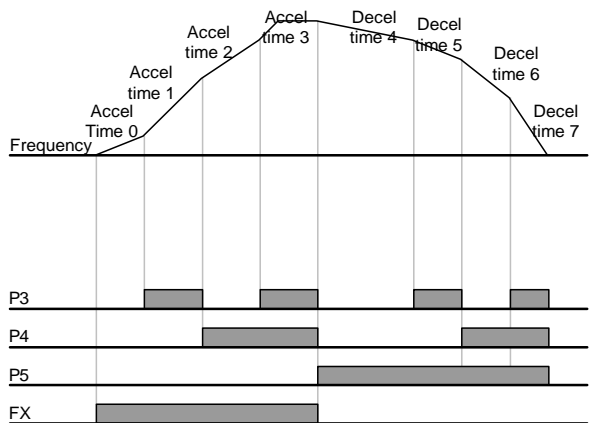 Accel
time 3
Decel
time 4
Decel
time 5
Accel
time 2
Decel
time 6
Accel
time 1
Accel
Time 0
Decel
time 7
Frequency
P3
P4
P5
FX